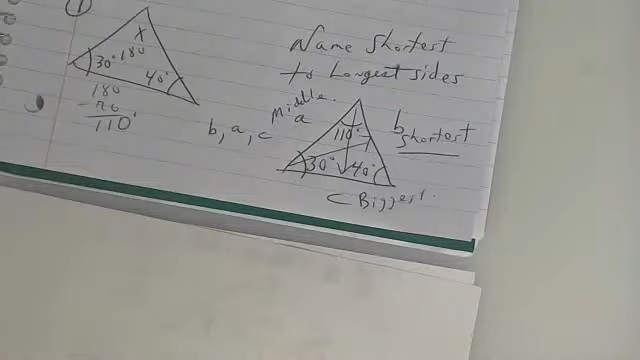 1
X
30° 180
40°
180
- 70
110°
Name Shortest
to Longest sides
Middle
a
b
shortest
b, a, c
110°
30° 40°
C Biggest.